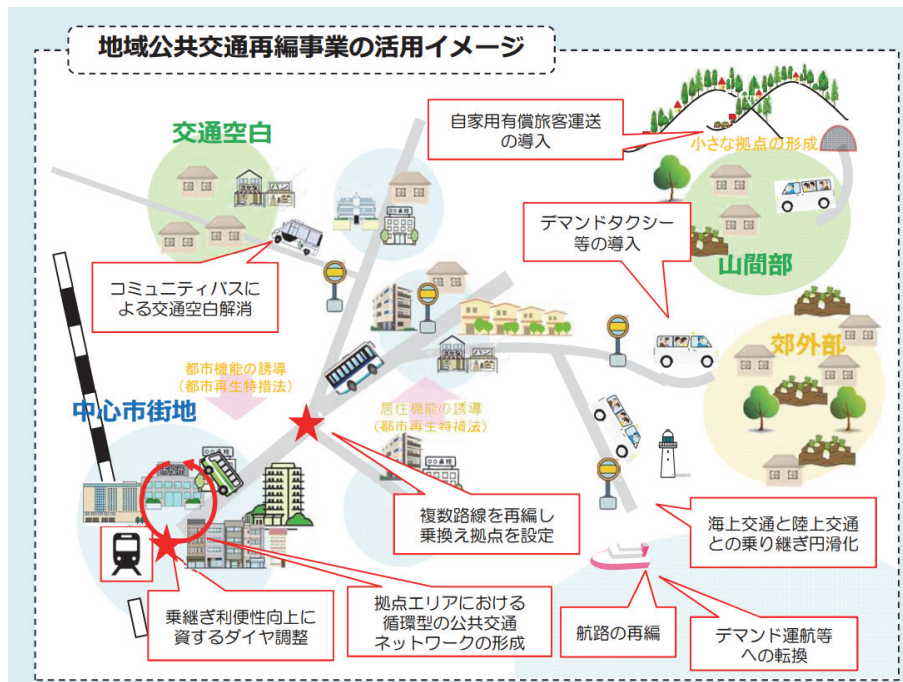 地域公共交通再編事業の活用イメージ
交通空白
自家用有償旅客運送
の導入
小さな拠点の形成
デマンドタクシー
等の導入
山間部
コミュニティバスに
よる交通空白解消
郊外部
都市機能の誘導
(都市再生特措法)
中心市街地
居住機能の誘導
(都市再生特措法)
複数路線を再編し
乗換え拠点を設定
海上交通と陸上交通
との乗り継ぎ円滑化
乗継ぎ利便性向上に
資するダイヤ調整
拠点エリアにおける
循環型の公共交通
ネットワークの形成
航路の再編
デマンド運航等
への転換